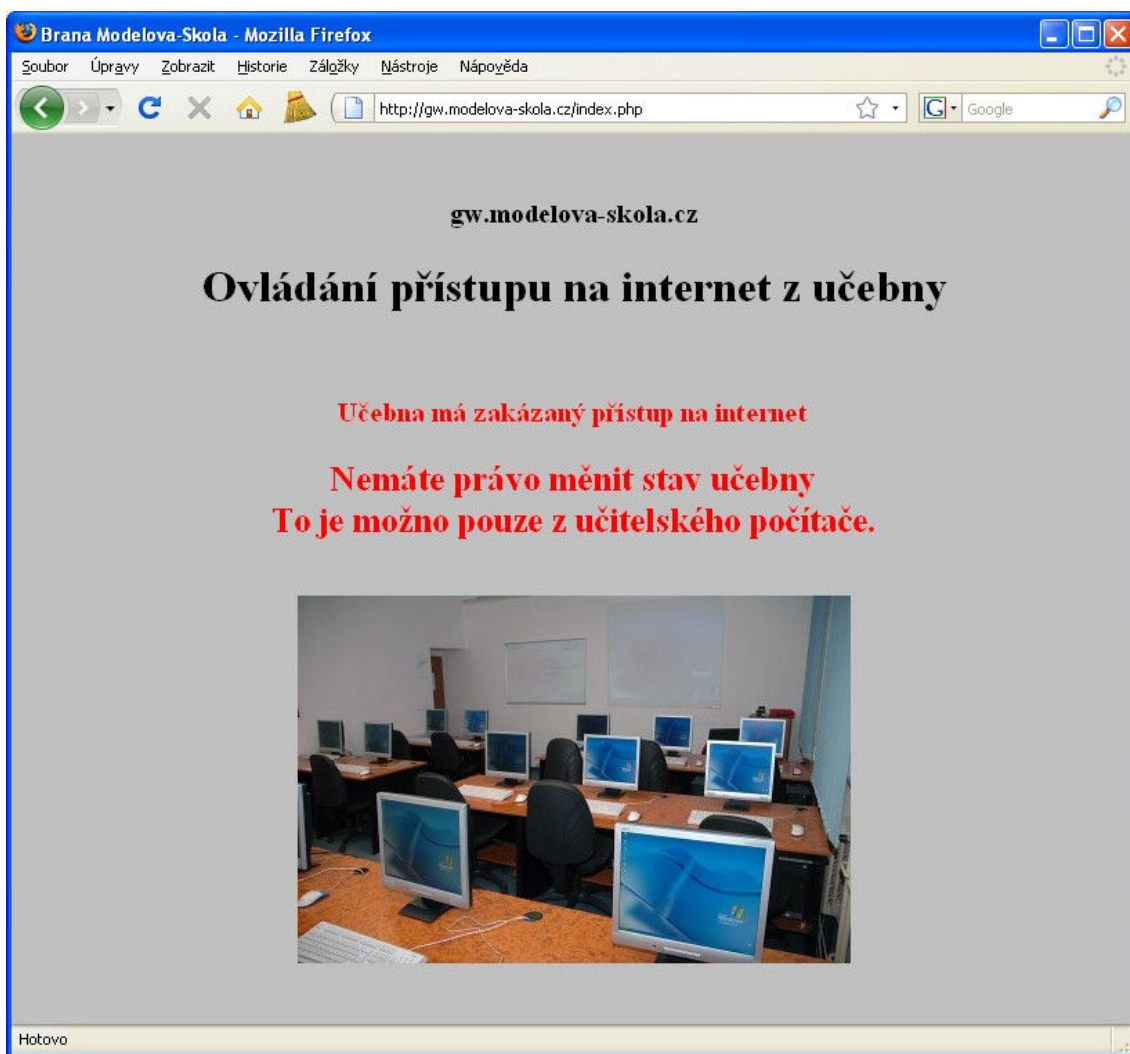 Brana Modelova-Skola - Mozilla Firefox
Soubor Úpravy Zobrazit Historie Záložky Nástroje Nápověda
http://gw.modelova-skola.cz/index.php
G Google
gw.modelova-skola.cz
Ovládání přístupu na internet z učebny
Učebna má zakázaný přístup na internet
Nemáte právo měnit stav učebny
To je možno pouze z učitelského počítače.
Hotovo